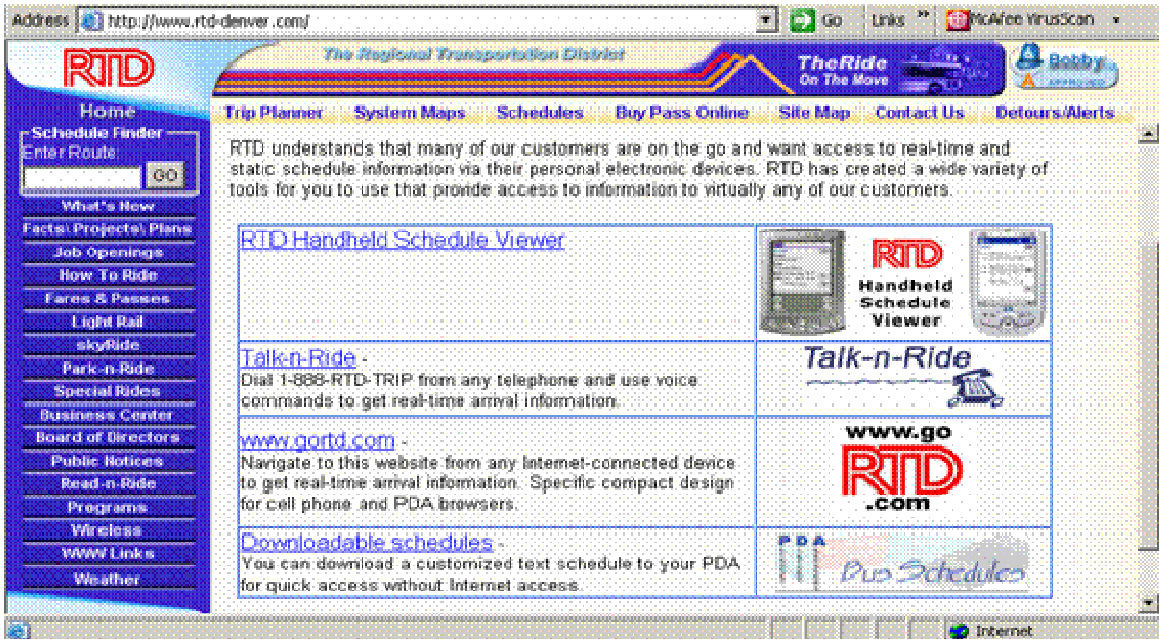 Address http://www.rtd-denver.com/ Go Links » McAfee VirusScan
RTD
The Regional Transportation District
TheRide
On The Move
Bobby
APPROVED
Home
Trip Planner System Maps Schedules Buy Pass Online Site Map Contact Us Detours/Alerts
Schedule Finder
Enter Route
GO
What's New
Facts\Projects\Plans
Job Openings
How To Ride
Fares & Passes
Light Rail
skyRide
Park-n-Ride
Special Rides
Business Center
Board of Directors
Public Notices
Read-n-Ride
Programs
Wireless
WWW Links
Weather
RTD understands that many of our customers are on the go and want access to real-time and
static schedule information via their personal electronic devices. RTD has created a wide variety of
tools for you to use that provide access to information to virtually any of our customers.
RTD Handheld Schedule Viewer
RTD
Handheld
Schedule
Viewer
Talk-n-Ride -
Dial 1-888-RTD-TRIP from any telephone and use voice
commands to get real-time arrival information.
Talk-n-Ride
www.gortd.com -
Navigate to this website from any Internet-connected device
to get real-time arrival information. Specific compact design
for cell phone and PDA browsers.
www.go
RTD
.com
Downloadable schedules -
You can download a customized text schedule to your PDA
for quick access without Internet access.
PDA
Bus Schedules
Internet